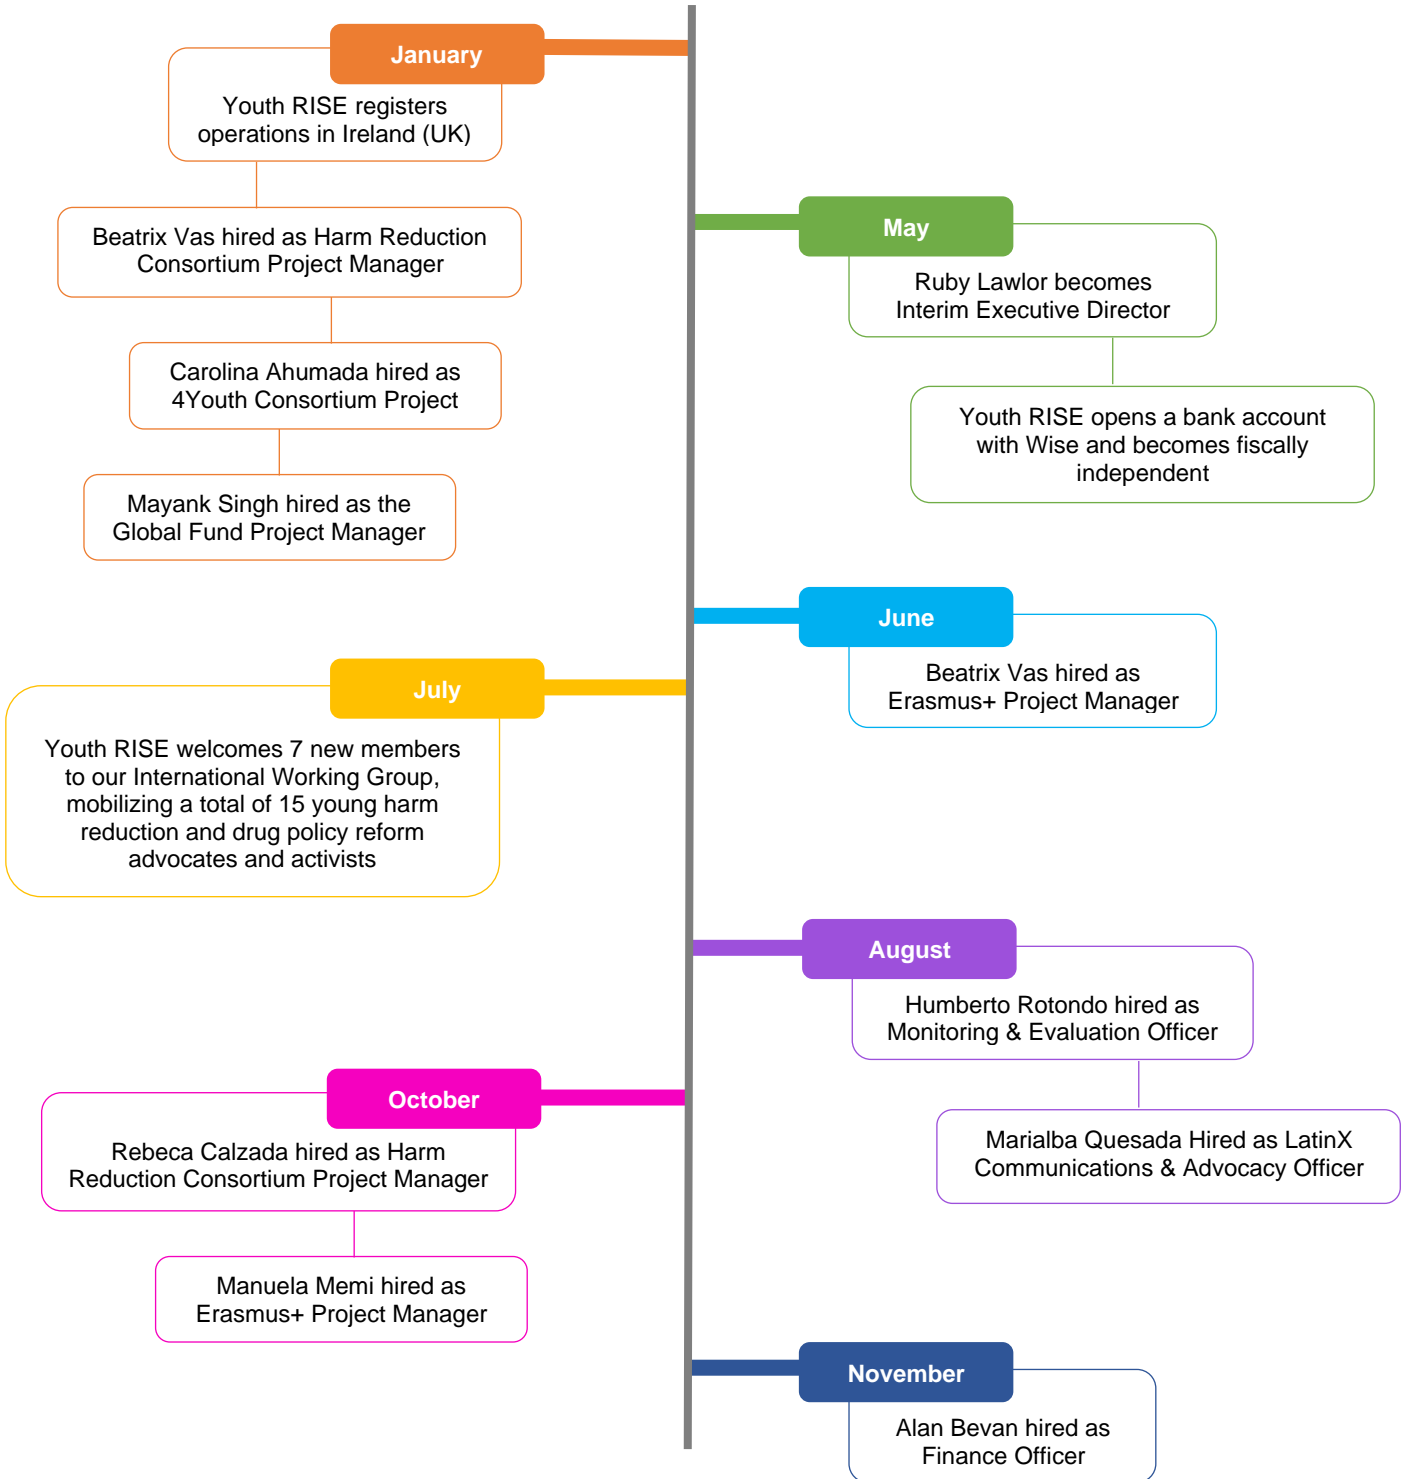 January
Youth RISE registers
operations in Ireland (UK)
Beatrix Vas hired as Harm Reduction
Consortium Project Manager
Carolina Ahumada hired as
4Youth Consortium Project
Mayank Singh hired as the
Global Fund Project Manager
May
Ruby Lawlor becomes
Interim Executive Director
Youth RISE opens a bank account
with Wise and becomes fiscally
independent
June
Beatrix Vas hired as
Erasmus+ Project Manager
July
Youth RISE welcomes 7 new members
to our International Working Group,
mobilizing a total of 15 young harm
reduction and drug policy reform
advocates and activists
August
Humberto Rotondo hired as
Monitoring & Evaluation Officer
Marialba Quesada Hired as LatinX
Communications & Advocacy Officer
October
Rebeca Calzada hired as Harm
Reduction Consortium Project Manager
Manuela Memi hired as
Erasmus+ Project Manager
November
Alan Bevan hired as
Finance Officer